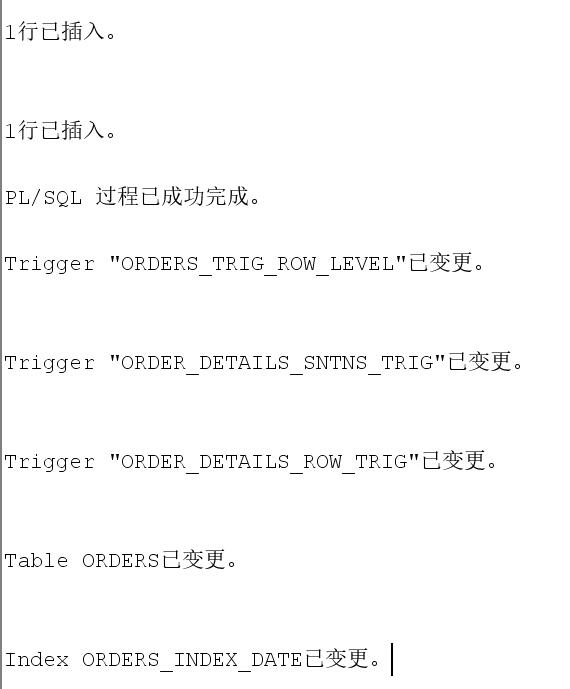 1行已插入。
1行已插入。
PL/SQL 过程已成功完成。
Trigger "ORDERS_TRIG_ROW_LEVEL"已变更。
Trigger "ORDER_DETAILS_SNTNS_TRIG"已变更。
Trigger "ORDER_DETAILS_ROW_TRIG"已变更。
Table ORDERS已变更。
Index ORDERS_INDEX_DATE已变更。